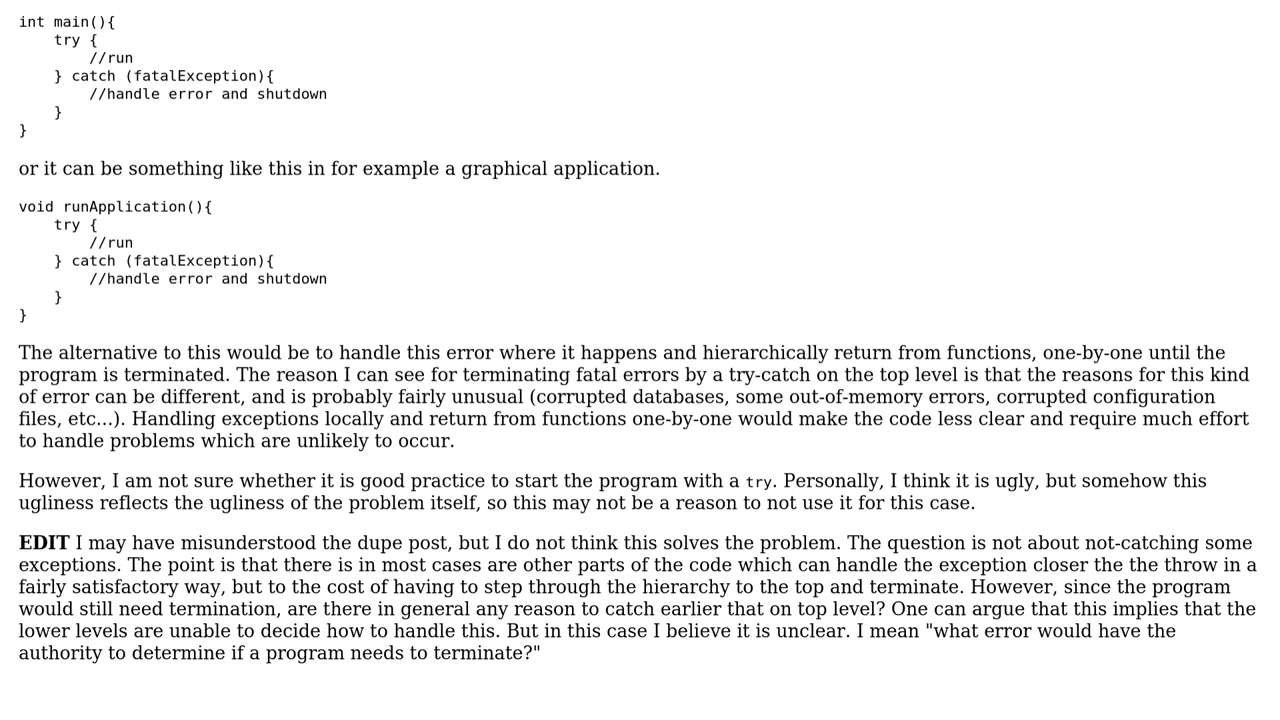 int main(){
    try {
        //run
    } catch (fatalException){
        //handle error and shutdown
    }
}
or it can be something like this in for example a graphical application.
void runApplication(){
    try {
        //run
    } catch (fatalException){
        //handle error and shutdown
    }
}
The alternative to this would be to handle this error where it happens and hierarchically return from functions, one-by-one until the
program is terminated. The reason I can see for terminating fatal errors by a try-catch on the top level is that the reasons for this kind
of error can be different, and is probably fairly unusual (corrupted databases, some out-of-memory errors, corrupted configuration
files, etc...). Handling exceptions locally and return from functions one-by-one would make the code less clear and require much effort
to handle problems which are unlikely to occur.
However, I am not sure whether it is good practice to start the program with a try. Personally, I think it is ugly, but somehow this
ugliness reflects the ugliness of the problem itself, so this may not be a reason to not use it for this case.
EDIT I may have misunderstood the dupe post, but I do not think this solves the problem. The question is not about not-catching some
exceptions. The point is that there is in most cases are other parts of the code which can handle the exception closer the the throw in a
fairly satisfactory way, but to the cost of having to step through the hierarchy to the top and terminate. However, since the program
would still need termination, are there in general any reason to catch earlier that on top level? One can argue that this implies that the
lower levels are unable to decide how to handle this. But in this case I believe it is unclear. I mean "what error would have the
authority to determine if a program needs to terminate?"